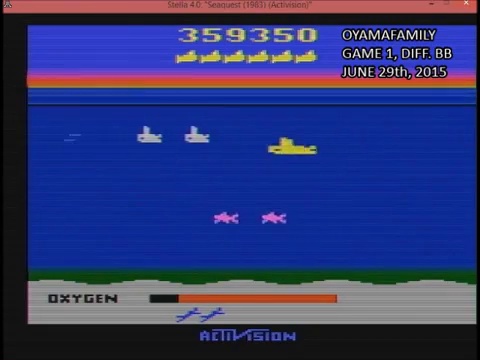 Stella 4.0: "Seaquest (1983) (Activision)"
359350
OYAMAFAMILY
GAME 1, DIFF. BB
JUNE 29th, 2015
OXYGEN
ACTIVISION